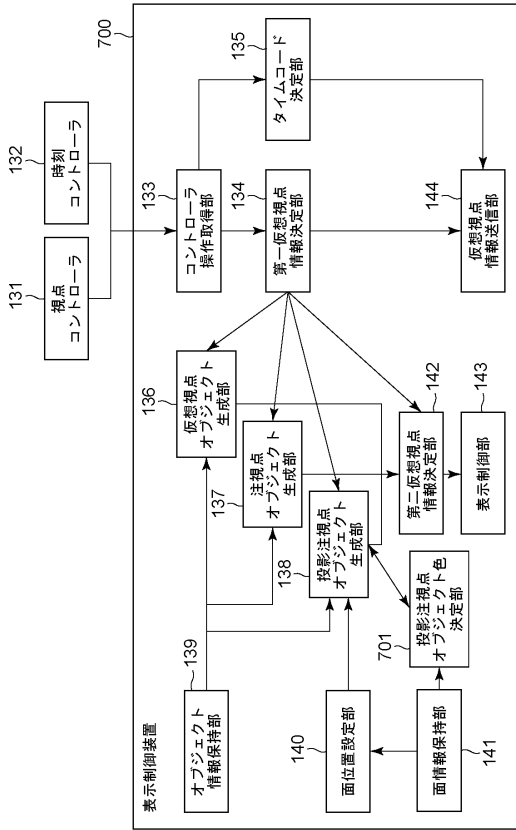 131
視点
コントローラ
132
時刻
コントローラ
700
表示制御装置
133
コントローラ
操作取得部
134
第一仮想視点
情報決定部
135
タイムコード
決定部
136
仮想視点
オブジェクト
生成部
137
注視点
オブジェクト
生成部
138
投影注視点
オブジェクト
生成部
139
オブジェクト
情報保持部
140
面位置設定部
141
面情報保持部
701
投影注視点
オブジェクト色
決定部
142
第二仮想視点
情報決定部
143
表示制御部
144
仮想視点
情報送信部